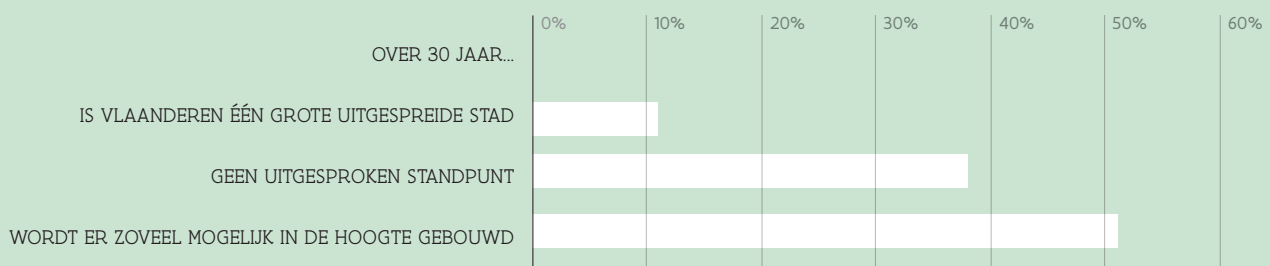 0% 10% 20% 30% 40% 50% 60%
OVER 30 JAAR...
IS VLAANDEREN ÉÉN GROTE UITGESPREIDE STAD
GEEN UITGESPROKEN STANDPUNT
WORDT ER ZOVEEL MOGELIJK IN DE HOOGTE GEBOUWD